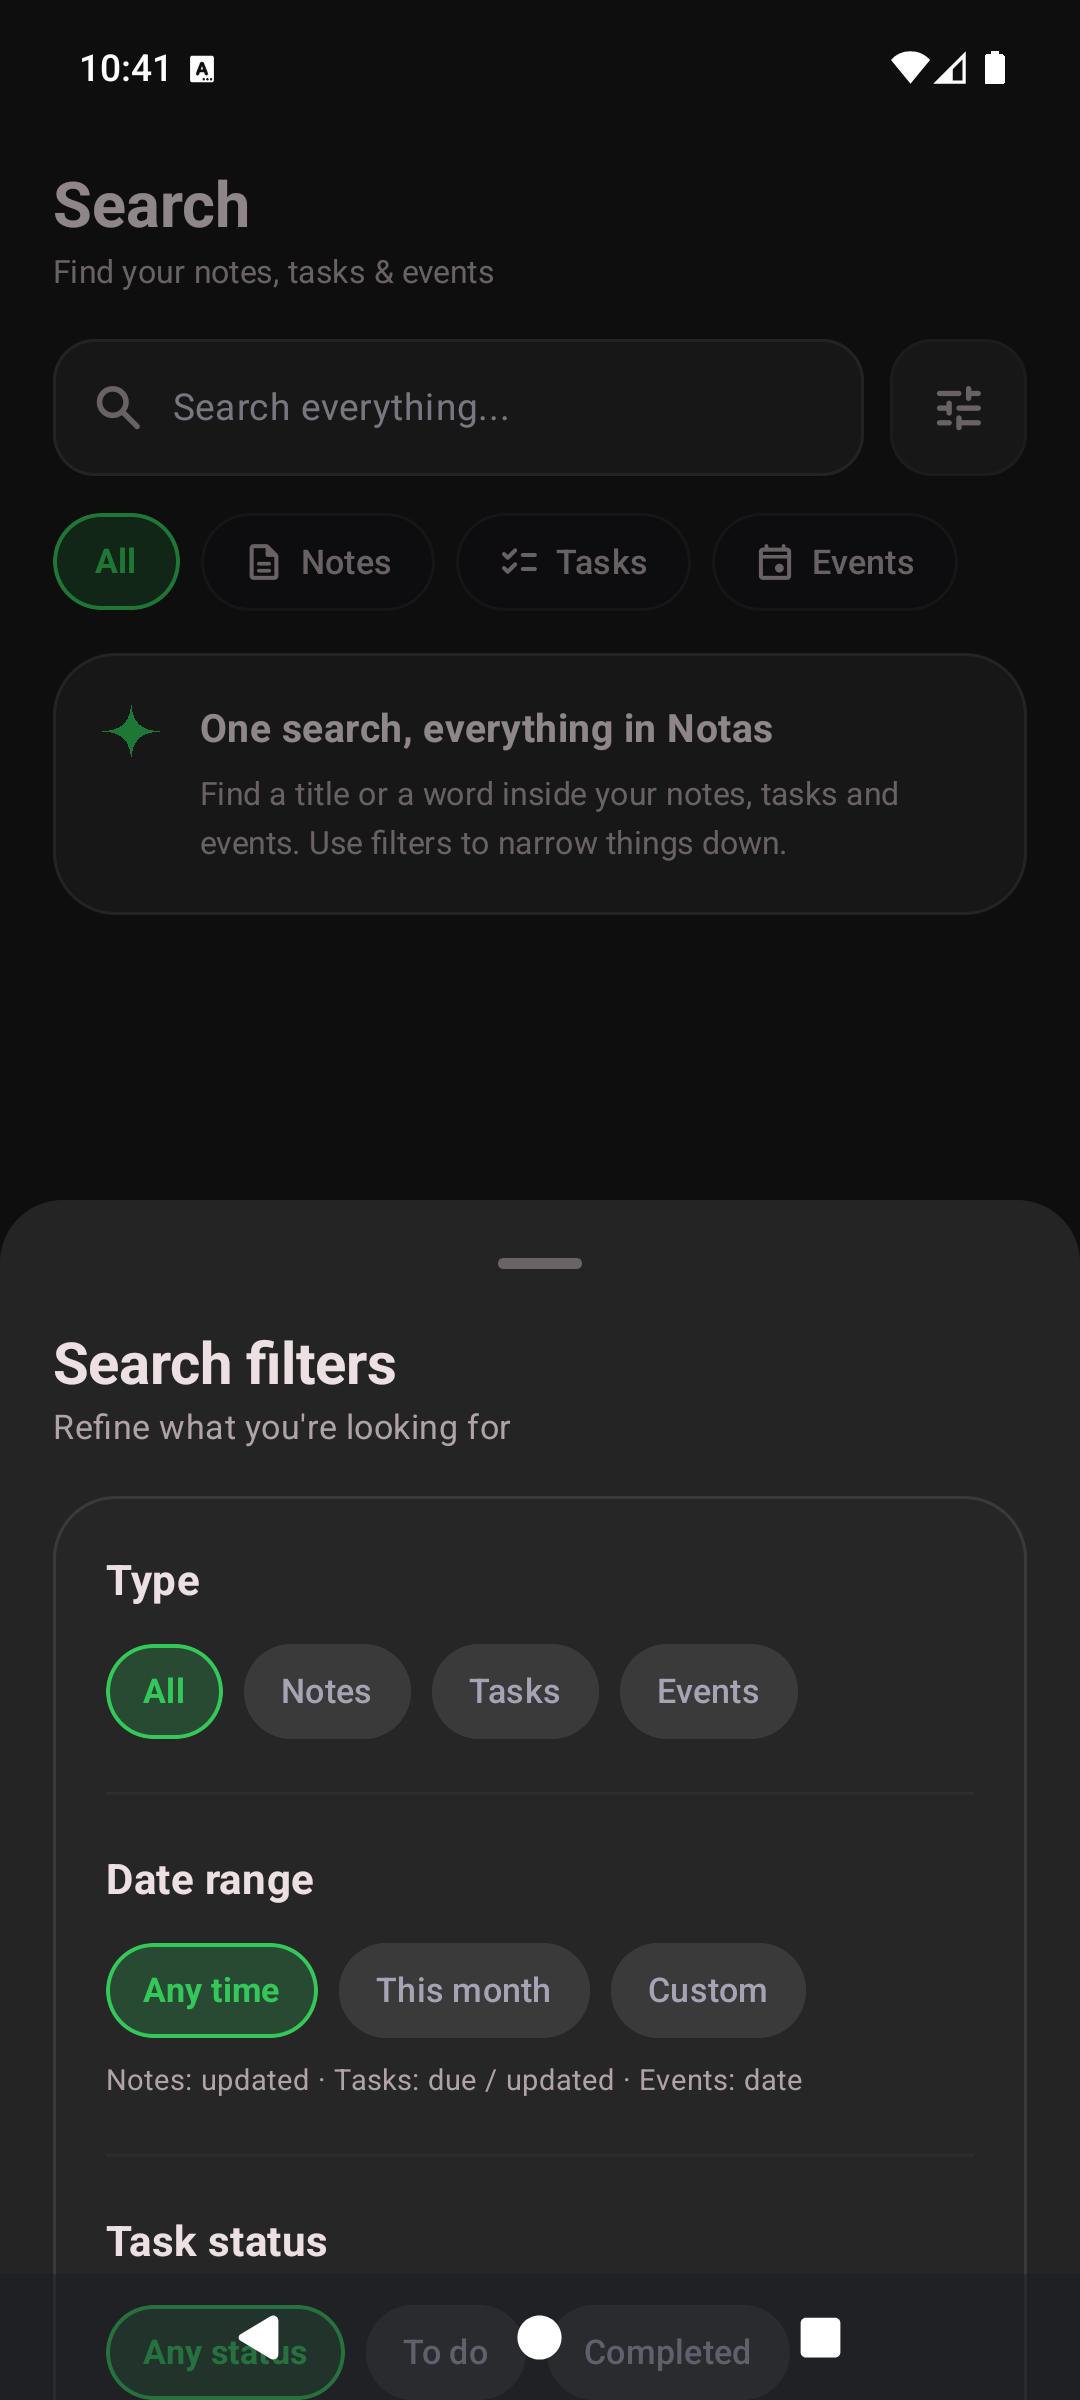 10:41
Search
Find your notes, tasks & events
Search everything...
All
Notes
Tasks
Events
One search, everything in Notas
Find a title or a word inside your notes, tasks and
events. Use filters to narrow things down.
Search filters
Refine what you're looking for
Type
All
Notes
Tasks
Events
Date range
Any time
This month
Custom
Notes: updated · Tasks: due / updated · Events: date
Task status
Any status
To do
Completed